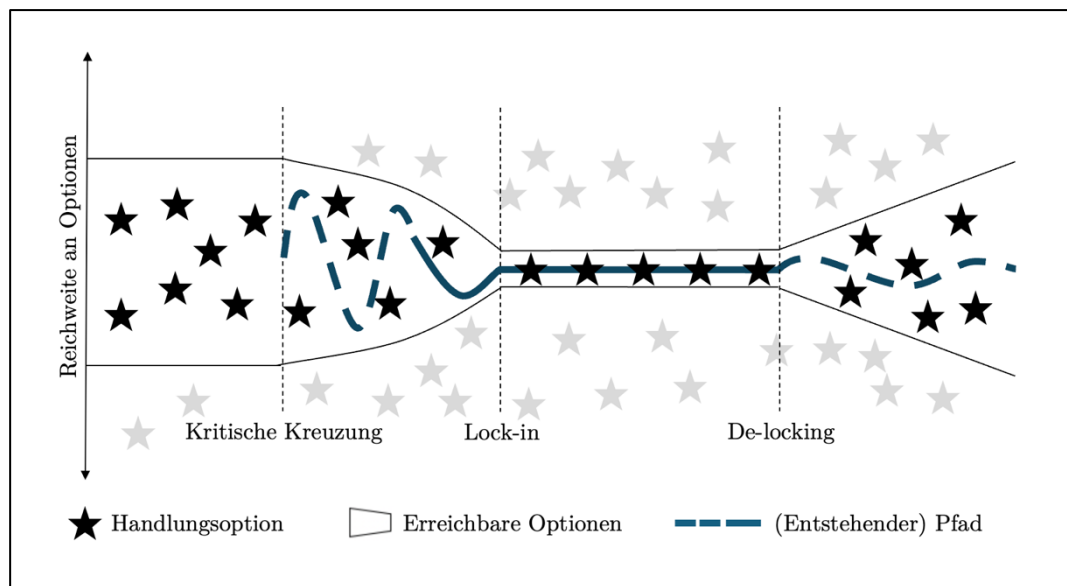 Reichweite an Optionen
Kritische Kreuzung
Lock-in
De-locking
Handlungsoption
Erreichbare Optionen
(Entstehender) Pfad